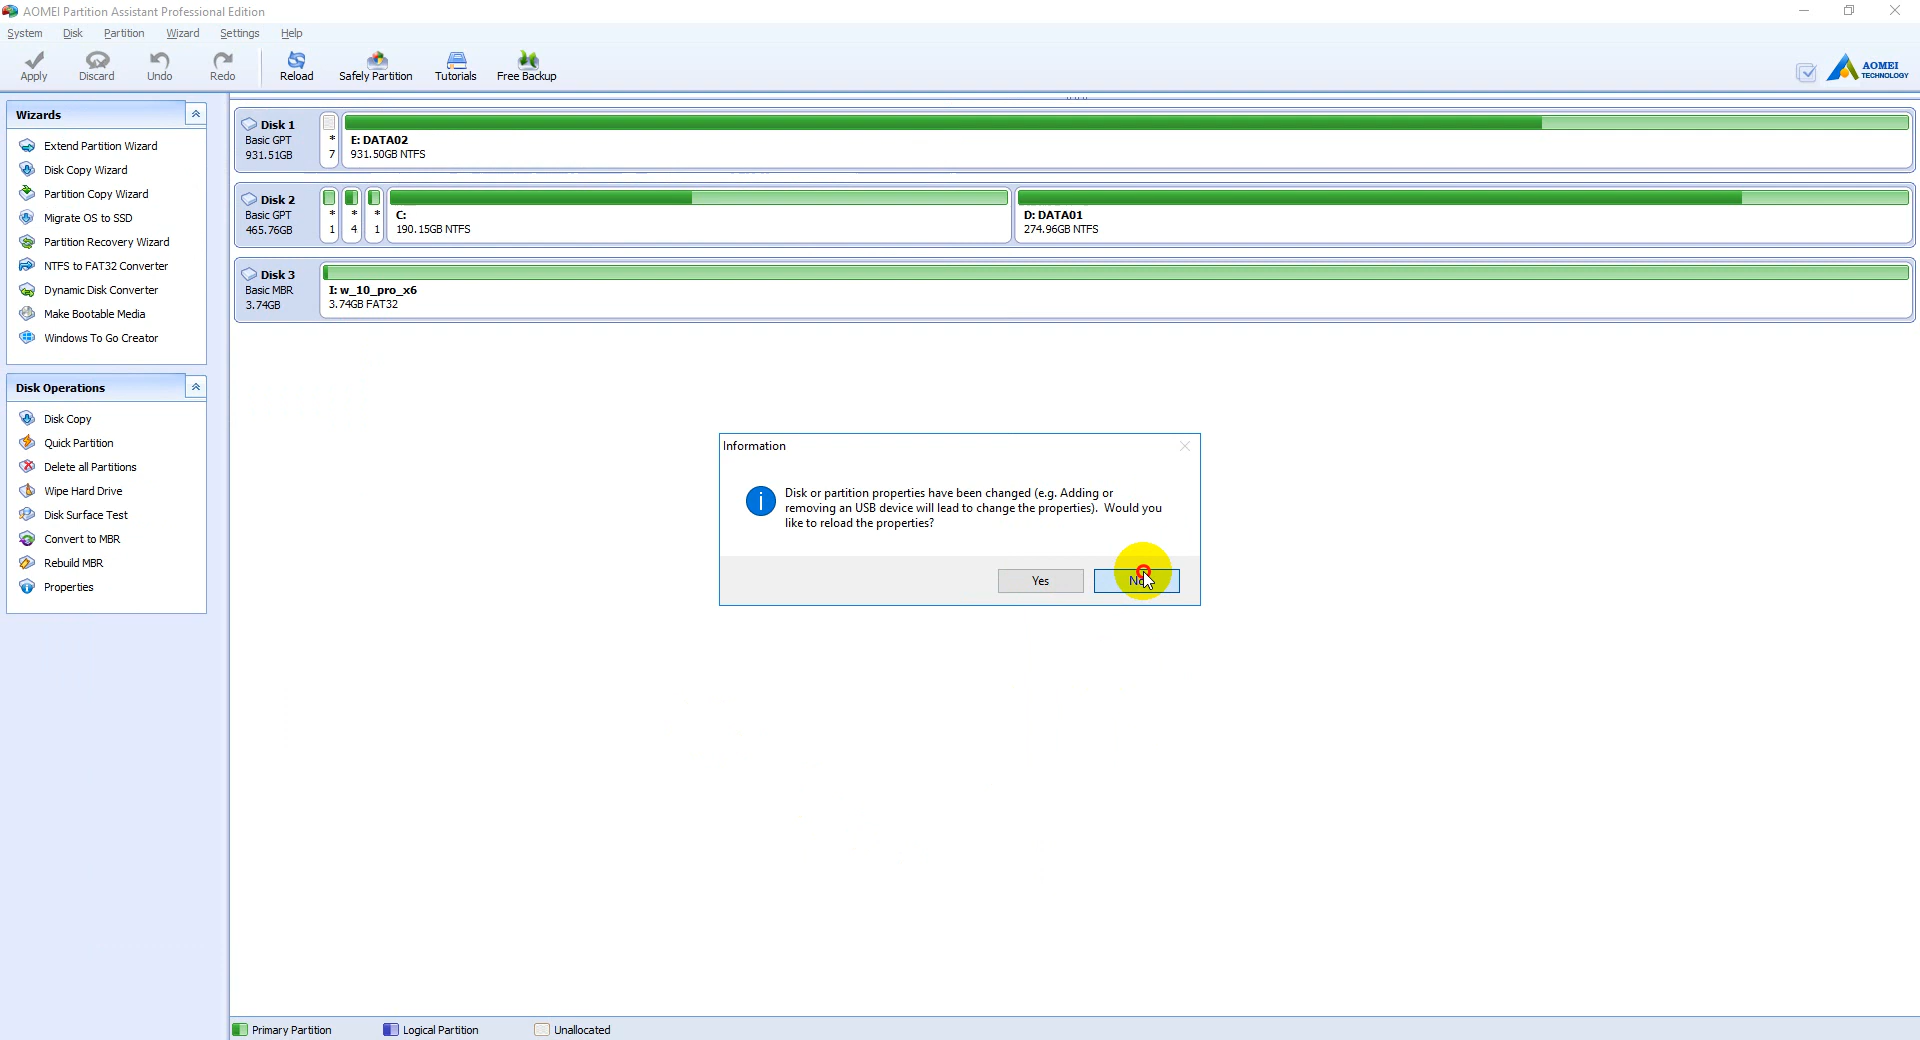 AOMEI Partition Assistant Professional Edition
System Disk Partition Wizard Settings Help
Apply Discard Undo Redo Reload Safely Partition Tutorials Free Backup
AOMEI
TECHNOLOGY
Wizards
Extend Partition Wizard
Disk Copy Wizard
Partition Copy Wizard
Migrate OS to SSD
Partition Recovery Wizard
NTFS to FAT32 Converter
Dynamic Disk Converter
Make Bootable Media
Windows To Go Creator
Disk Operations
Disk Copy
Quick Partition
Delete all Partitions
Wipe Hard Drive
Disk Surface Test
Convert to MBR
Rebuild MBR
Properties
Disk 1
Basic GPT
931.51GB
*
7
E: DATA02
931.50GB NTFS
Disk 2
Basic GPT
465.76GB
*
1
*
4
*
1
C:
190.15GB NTFS
D: DATA01
274.96GB NTFS
Disk 3
Basic MBR
3.74GB
I: w_10_pro_x6
3.74GB FAT32
Information
Disk or partition properties have been changed (e.g. Adding or
removing an USB device will lead to change the properties). Would you
like to reload the properties?
Yes No
Primary Partition Logical Partition Unallocated